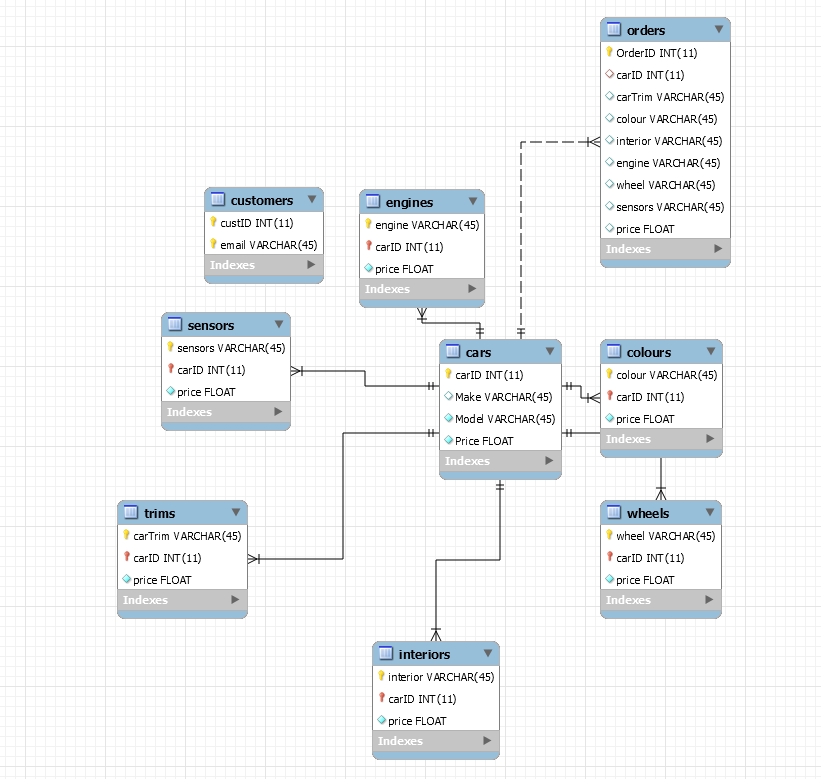 orders
OrderID INT(11)
carID INT(11)
carTrim VARCHAR(45)
colour VARCHAR(45)
interior VARCHAR(45)
engine VARCHAR(45)
wheel VARCHAR(45)
sensors VARCHAR(45)
price FLOAT
Indexes
customers
custID INT(11)
email VARCHAR(45)
Indexes
engines
engine VARCHAR(45)
carID INT(11)
price FLOAT
Indexes
sensors
sensors VARCHAR(45)
carID INT(11)
price FLOAT
Indexes
cars
carID INT(11)
Make VARCHAR(45)
Model VARCHAR(45)
Price FLOAT
Indexes
colours
colour VARCHAR(45)
carID INT(11)
price FLOAT
Indexes
trims
carTrim VARCHAR(45)
carID INT(11)
price FLOAT
Indexes
wheels
wheel VARCHAR(45)
carID INT(11)
price FLOAT
Indexes
interiors
interior VARCHAR(45)
carID INT(11)
price FLOAT
Indexes